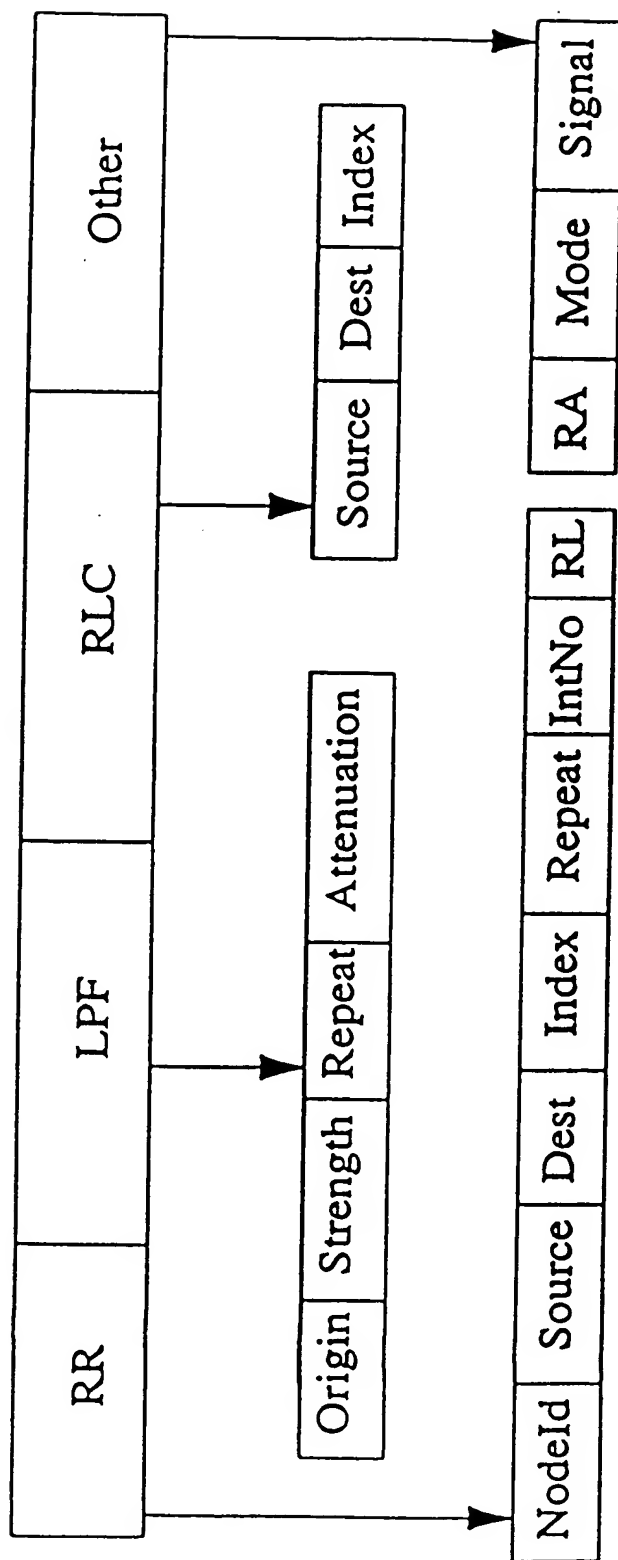 RR LPF RLC Other
Origin Strength Repeat Attenuation
Source Dest Index
NodeId Source Dest Index Repeat IntNo RL
RA Mode Signal